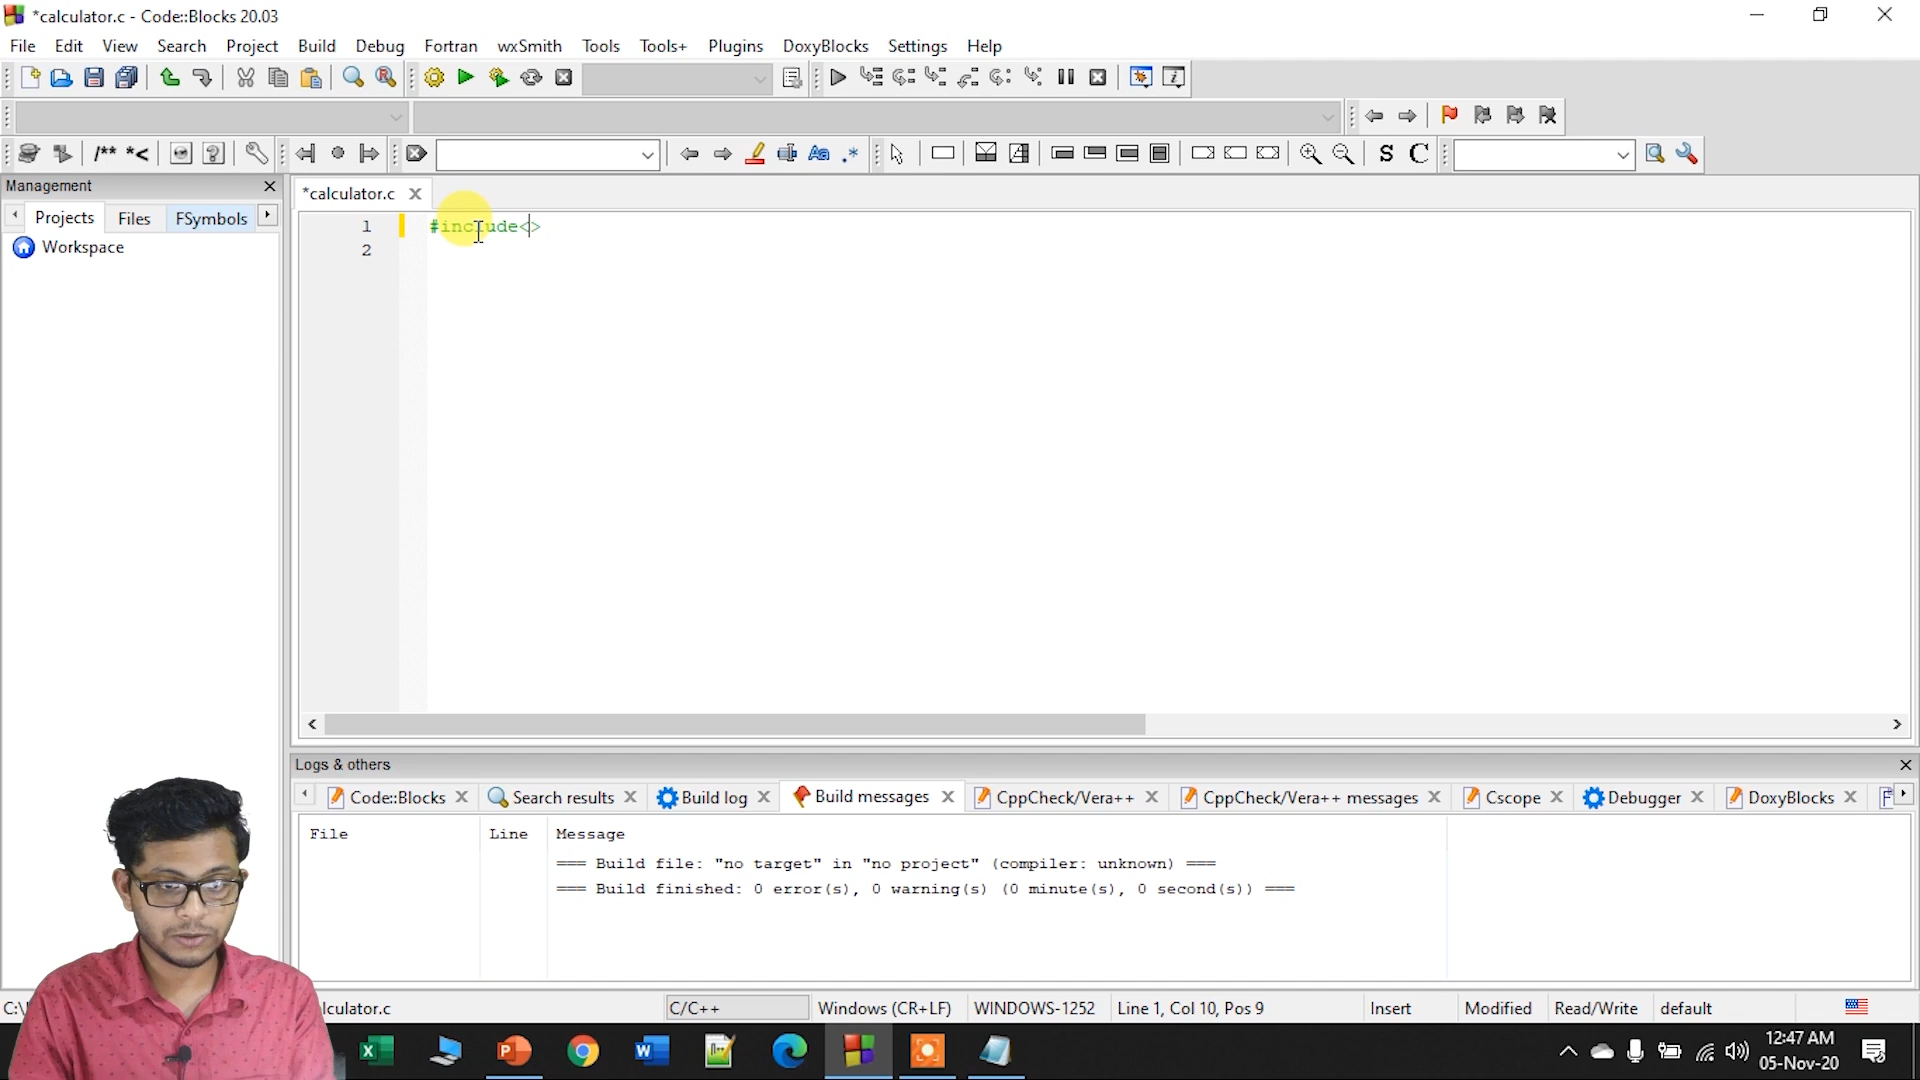 *calculator.c - Code::Blocks 20.03
File Edit View Search Project Build Debug Fortran wxSmith Tools Tools+ Plugins DoxyBlocks Settings Help
/** *< Aa .* S C
Management
*calculator.c
Projects Files FSymbols
1 #include<>
Workspace
2
Logs & others
Code::Blocks Search results Build log Build messages CppCheck/Vera++ CppCheck/Vera++ messages Cscope Debugger DoxyBlocks F
File Line Message
=== Build file: "no target" in "no project" (compiler: unknown) ===
=== Build finished: 0 error(s), 0 warning(s) (0 minute(s), 0 second(s)) ===
C:\ lculator.c C/C++ Windows (CR+LF) WINDOWS-1252 Line 1, Col 10, Pos 9 Insert Modified Read/Write default
12:47 AM
05-Nov-20